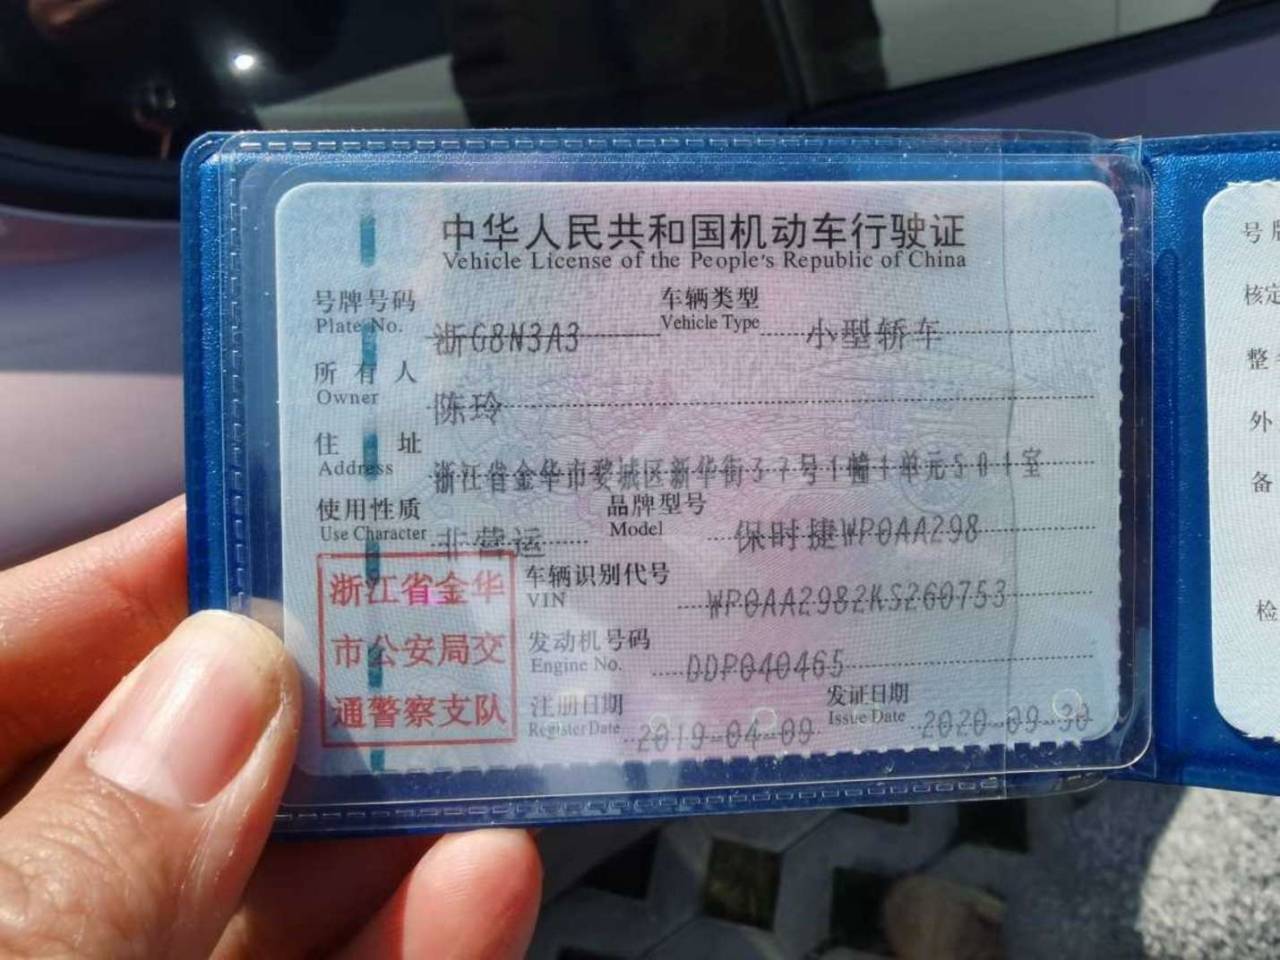 中华人民共和国机动车行驶证
Vehicle License of the People's Republic of China
号牌号码 浙G8N3A3 车辆类型 小型轿车
Plate No. Vehicle Type
所有人 陈玲
Owner
住址 浙江省金华市婺城区新华街37号1幢1单元501室
Address
使用性质 非营运 品牌型号 保时捷WP0AA298
Use Character Model
浙江省金华
市公安局交
通警察支队
车辆识别代号 WP0AA2982KS260753
VIN
发动机号码 DDP040465
Engine No.
注册日期 2019-04-09 发证日期 2020-09-30
Register Date Issue Date
号牌
核定
整
外
备
检